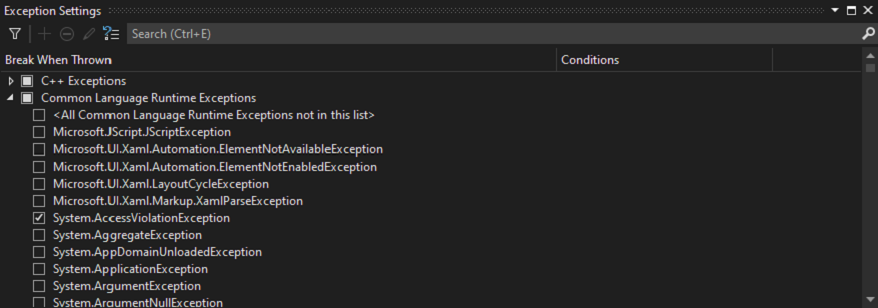 Exception Settings
Search (Ctrl+E)
Break When Thrown Conditions
C++ Exceptions
Common Language Runtime Exceptions
<All Common Language Runtime Exceptions not in this list>
Microsoft.JScript.JScriptException
Microsoft.UI.Xaml.Automation.ElementNotAvailableException
Microsoft.UI.Xaml.Automation.ElementNotEnabledException
Microsoft.UI.Xaml.LayoutCycleException
Microsoft.UI.Xaml.Markup.XamlParseException
System.AccessViolationException
System.AggregateException
System.AppDomainUnloadedException
System.ApplicationException
System.ArgumentException
System.ArgumentNullException